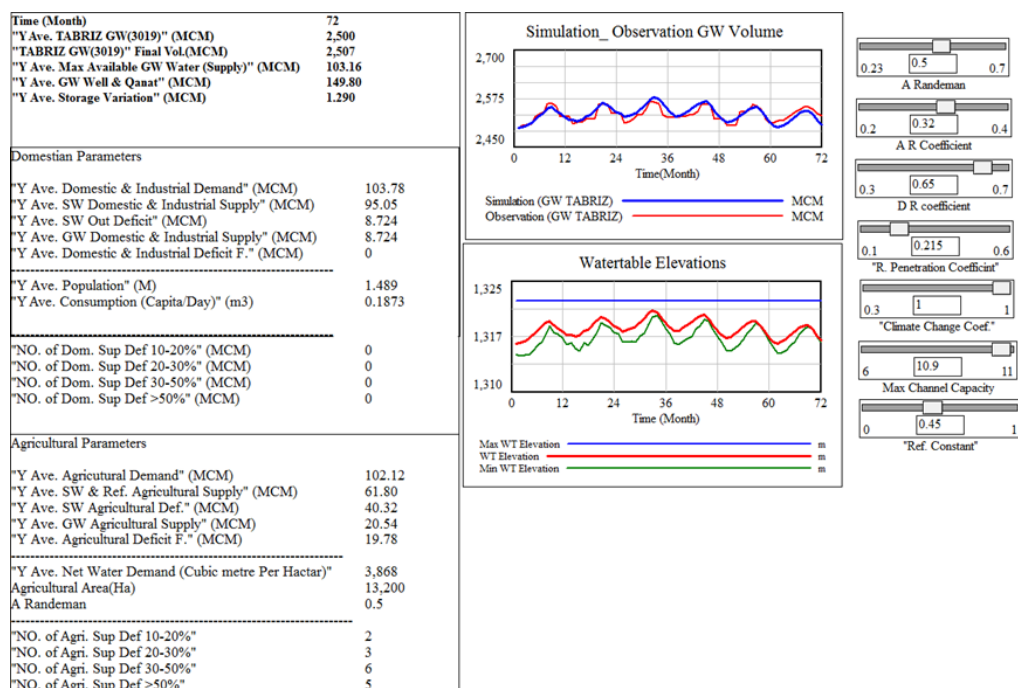 Time (Month) 72
"Y Ave. TABRIZ GW(3019)" (MCM) 2,500
"TABRIZ GW(3019)" Final Vol.(MCM) 2,507
"Y Ave. Max Available GW Water (Supply)" (MCM) 103.16
"Y Ave. GW Well & Qanat" (MCM) 149.80
"Y Ave. Storage Variation" (MCM) 1.290
Domestian Parameters
"Y Ave. Domestic & Industrial Demand" (MCM) 103.78
"Y Ave. SW Domestic & Industrial Supply" (MCM) 95.05
"Y Ave. SW Out Deficit" (MCM) 8.724
"Y Ave. GW Domestic & Industrial Supply" (MCM) 8.724
"Y Ave. Domestic & Industrial Deficit F." (MCM) 0
"Y Ave. Population" (M) 1.489
"Y Ave. Consumption (Capita/Day)" (m3) 0.1873
"NO. of Dom. Sup Def 10-20%" (MCM) 0
"NO. of Dom. Sup Def 20-30%" (MCM) 0
"NO. of Dom. Sup Def 30-50%" (MCM) 0
"NO. of Dom. Sup Def >50%" (MCM) 0
Agricultural Parameters
"Y Ave. Agricutural Demand" (MCM) 102.12
"Y Ave. SW & Ref. Agricultural Supply" (MCM) 61.80
"Y Ave. SW Agricultural Def." (MCM) 40.32
"Y Ave. GW Agricultural Supply" (MCM) 20.54
"Y Ave. Agricultural Deficit F." (MCM) 19.78
"Y Ave. Net Water Demand (Cubic metre Per Hactar)" 3,868
Agricultural Area(Ha) 13,200
A Randeman 0.5
"NO. of Agri. Sup Def 10-20%" 2
"NO. of Agri. Sup Def 20-30%" 3
"NO. of Agri. Sup Def 30-50%" 6
"NO. of Agri. Sup Def >50%" 5
Simulation_ Observation GW Volume
2,700
2,575
2,450
0 12 24 36 48 60 72
Time(Month)
Simulation (GW TABRIZ) MCM
Observation (GW TABRIZ) MCM
Watertable Elevations
1,325
1,317
1,310
0 12 24 36 48 60 72
Time (Month)
Max WT Elevation m
WT Elevation m
Min WT Elevation m
0.23 0.5 0.7
A Randeman
0.2 0.32 0.4
A R Coefficient
0.3 0.65 0.7
D R coefficient
0.1 0.215 0.6
"R. Penetration Coefficint"
0.3 1 1
"Climate Change Coef."
6 10.9 11
Max Channel Capacity
0 0.45 1
"Ref. Constant"